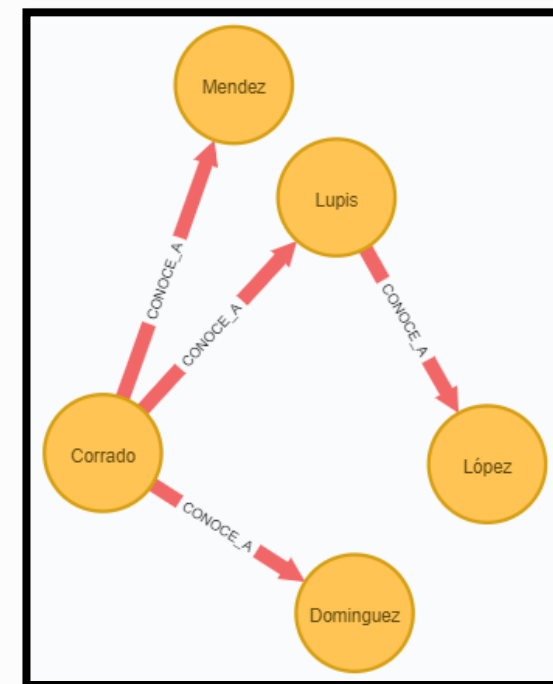 Mendez
Lupis
CONOCE_A
CONOCE_A
CONOCE_A
Corrado
López
CONOCE_A
Dominguez